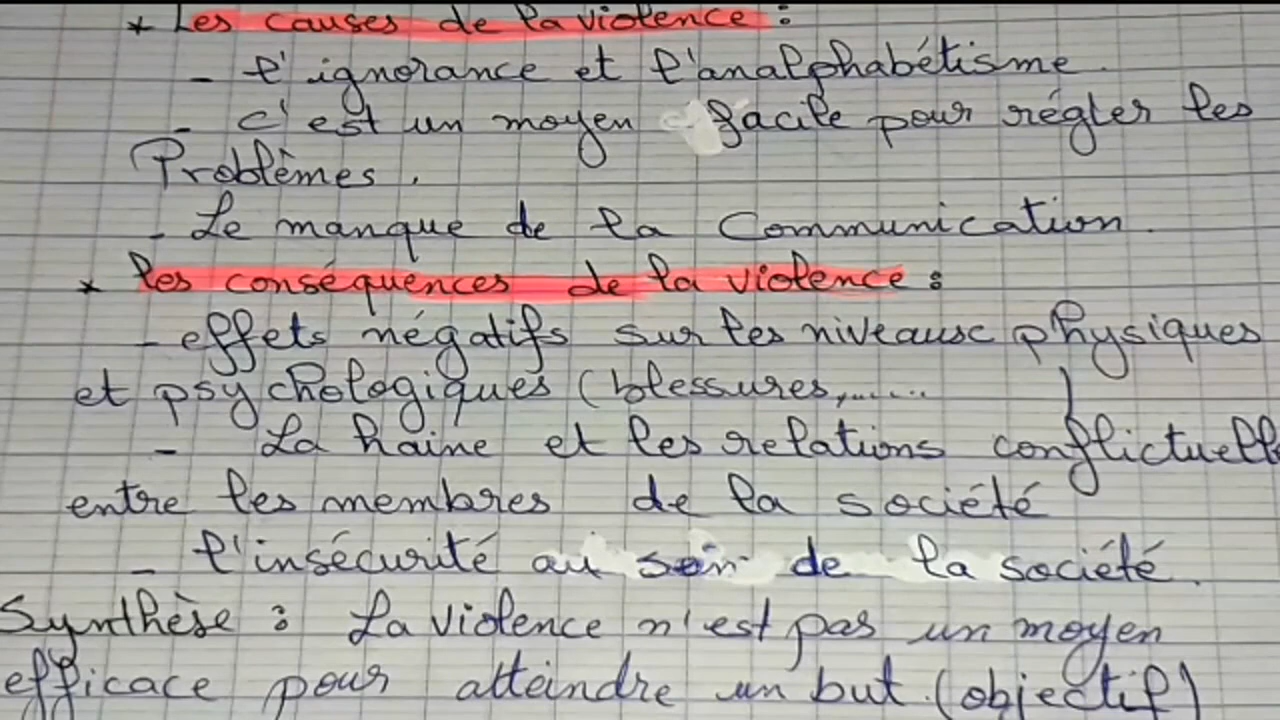 * Les causes de la violence :
- l'ignorance et l'analphabétisme.
- c'est un moyen facile pour régler les
Problèmes.
- Le manque de la Communication.
* les conséquences de la violence :
- effets négatifs sur les niveaux physiques
et psychologiques (blessures,......
- La haine et les relations conflictuell
entre les membres de la société
- l'insécurité au sein de la société.
Synthèse : La violence n'est pas un moyen
efficace pour atteindre un but (objectif)